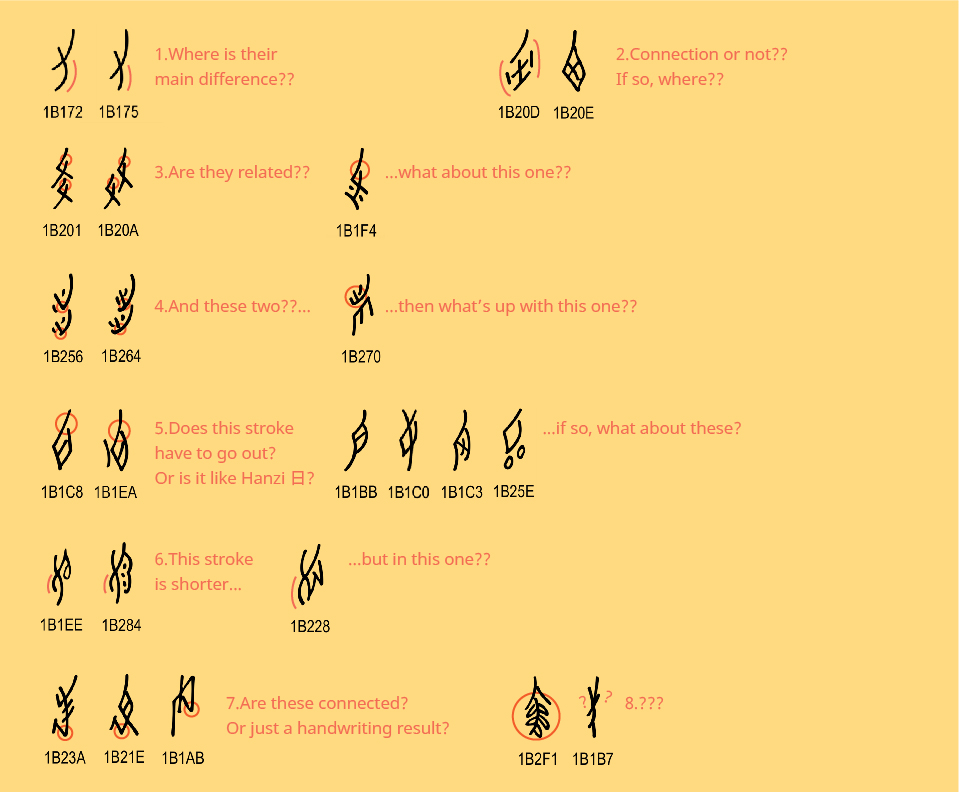 1.Where is their
main difference??
1B172 1B175
2.Connection or not??
If so, where??
1B20D 1B20E
3.Are they related??
1B201 1B20A
...what about this one??
1B1F4
4.And these two??...
1B256 1B264
...then what's up with this one??
1B270
5.Does this stroke
have to go out?
Or is it like Hanzi 日?
1B1C8 1B1EA
...if so, what about these?
1B1BB 1B1C0 1B1C3 1B25E
6.This stroke
is shorter...
1B1EE 1B284
...but in this one??
1B228
7.Are these connected?
Or just a handwriting result?
1B23A 1B21E 1B1AB
? ? 8.???
1B2F1 1B1B7